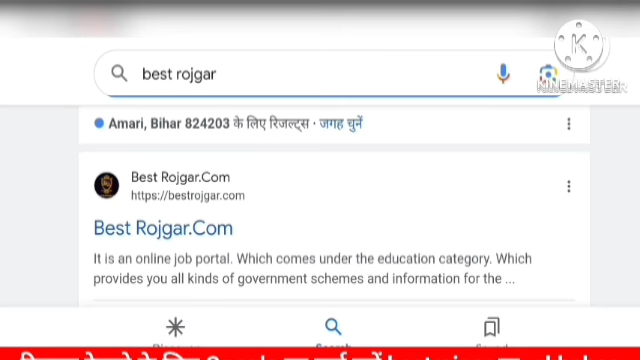 best rojgar
KINEMASTER
Amari, Bihar 824203 के लिए रिजल्ट्स · जगह चुनें
Best Rojgar.Com
https://bestrojgar.com
Best Rojgar.Com
It is an online job portal. Which comes under the education category. Which
provides you all kinds of government schemes and information for the ...